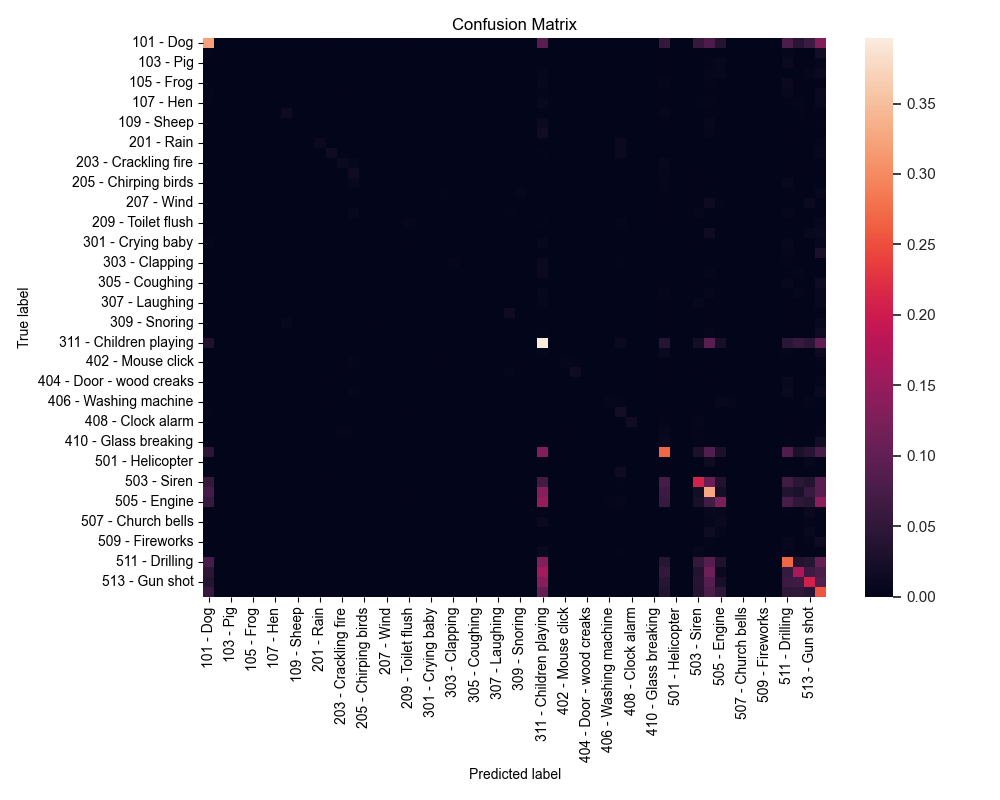 Confusion Matrix
True label
101 - Dog
103 - Pig
105 - Frog
107 - Hen
109 - Sheep
201 - Rain
203 - Crackling fire
205 - Chirping birds
207 - Wind
209 - Toilet flush
301 - Crying baby
303 - Clapping
305 - Coughing
307 - Laughing
309 - Snoring
311 - Children playing
402 - Mouse click
404 - Door - wood creaks
406 - Washing machine
408 - Clock alarm
410 - Glass breaking
501 - Helicopter
503 - Siren
505 - Engine
507 - Church bells
509 - Fireworks
511 - Drilling
513 - Gun shot
0.35
0.30
0.25
0.20
0.15
0.10
0.05
0.00
101 - Dog
103 - Pig
105 - Frog
107 - Hen
109 - Sheep
201 - Rain
203 - Crackling fire
205 - Chirping birds
207 - Wind
209 - Toilet flush
301 - Crying baby
303 - Clapping
305 - Coughing
307 - Laughing
309 - Snoring
311 - Children playing
402 - Mouse click
404 - Door - wood creaks
406 - Washing machine
408 - Clock alarm
410 - Glass breaking
501 - Helicopter
503 - Siren
505 - Engine
507 - Church bells
509 - Fireworks
511 - Drilling
513 - Gun shot
Predicted label